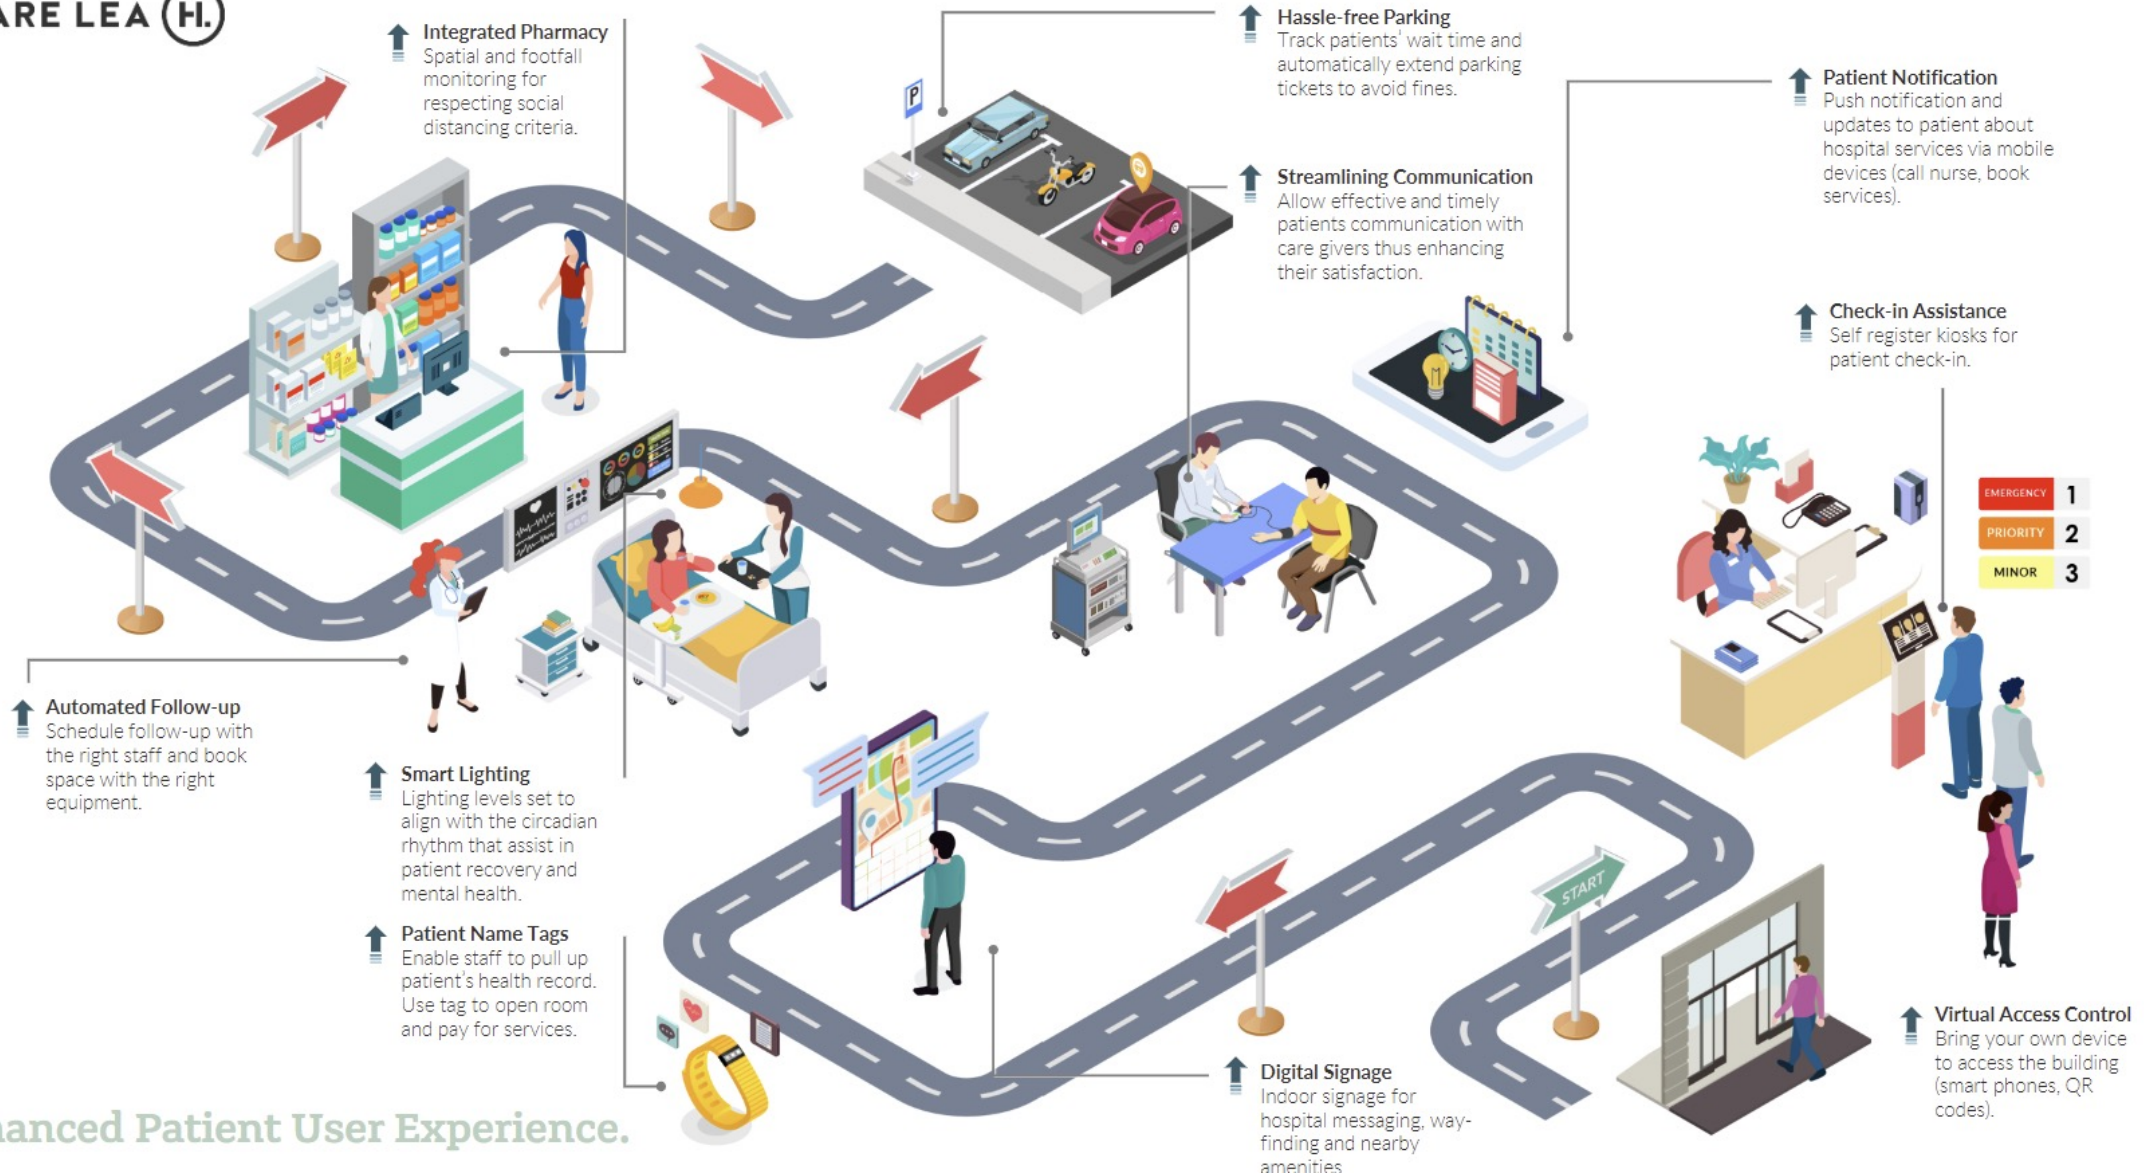 ARE LEA H.
Integrated Pharmacy
Spatial and footfall
monitoring for
respecting social
distancing criteria.
Hassle-free Parking
Track patients' wait time and
automatically extend parking
tickets to avoid fines.
P
Patient Notification
Push notification and
updates to patient about
hospital services via mobile
devices (call nurse, book
services).
Streamlining Communication
Allow effective and timely
patients communication with
care givers thus enhancing
their satisfaction.
Check-in Assistance
Self register kiosks for
patient check-in.
EMERGENCY 1
PRIORITY 2
MINOR 3
Automated Follow-up
Schedule follow-up with
the right staff and book
space with the right
equipment.
Smart Lighting
Lighting levels set to
align with the circadian
rhythm that assist in
patient recovery and
mental health.
START
Patient Name Tags
Enable staff to pull up
patient's health record.
Use tag to open room
and pay for services.
Virtual Access Control
Bring your own device
to access the building
(smart phones, QR
codes).
Digital Signage
Indoor signage for
hospital messaging, way-
finding and nearby
amenities
hanced Patient User Experience.